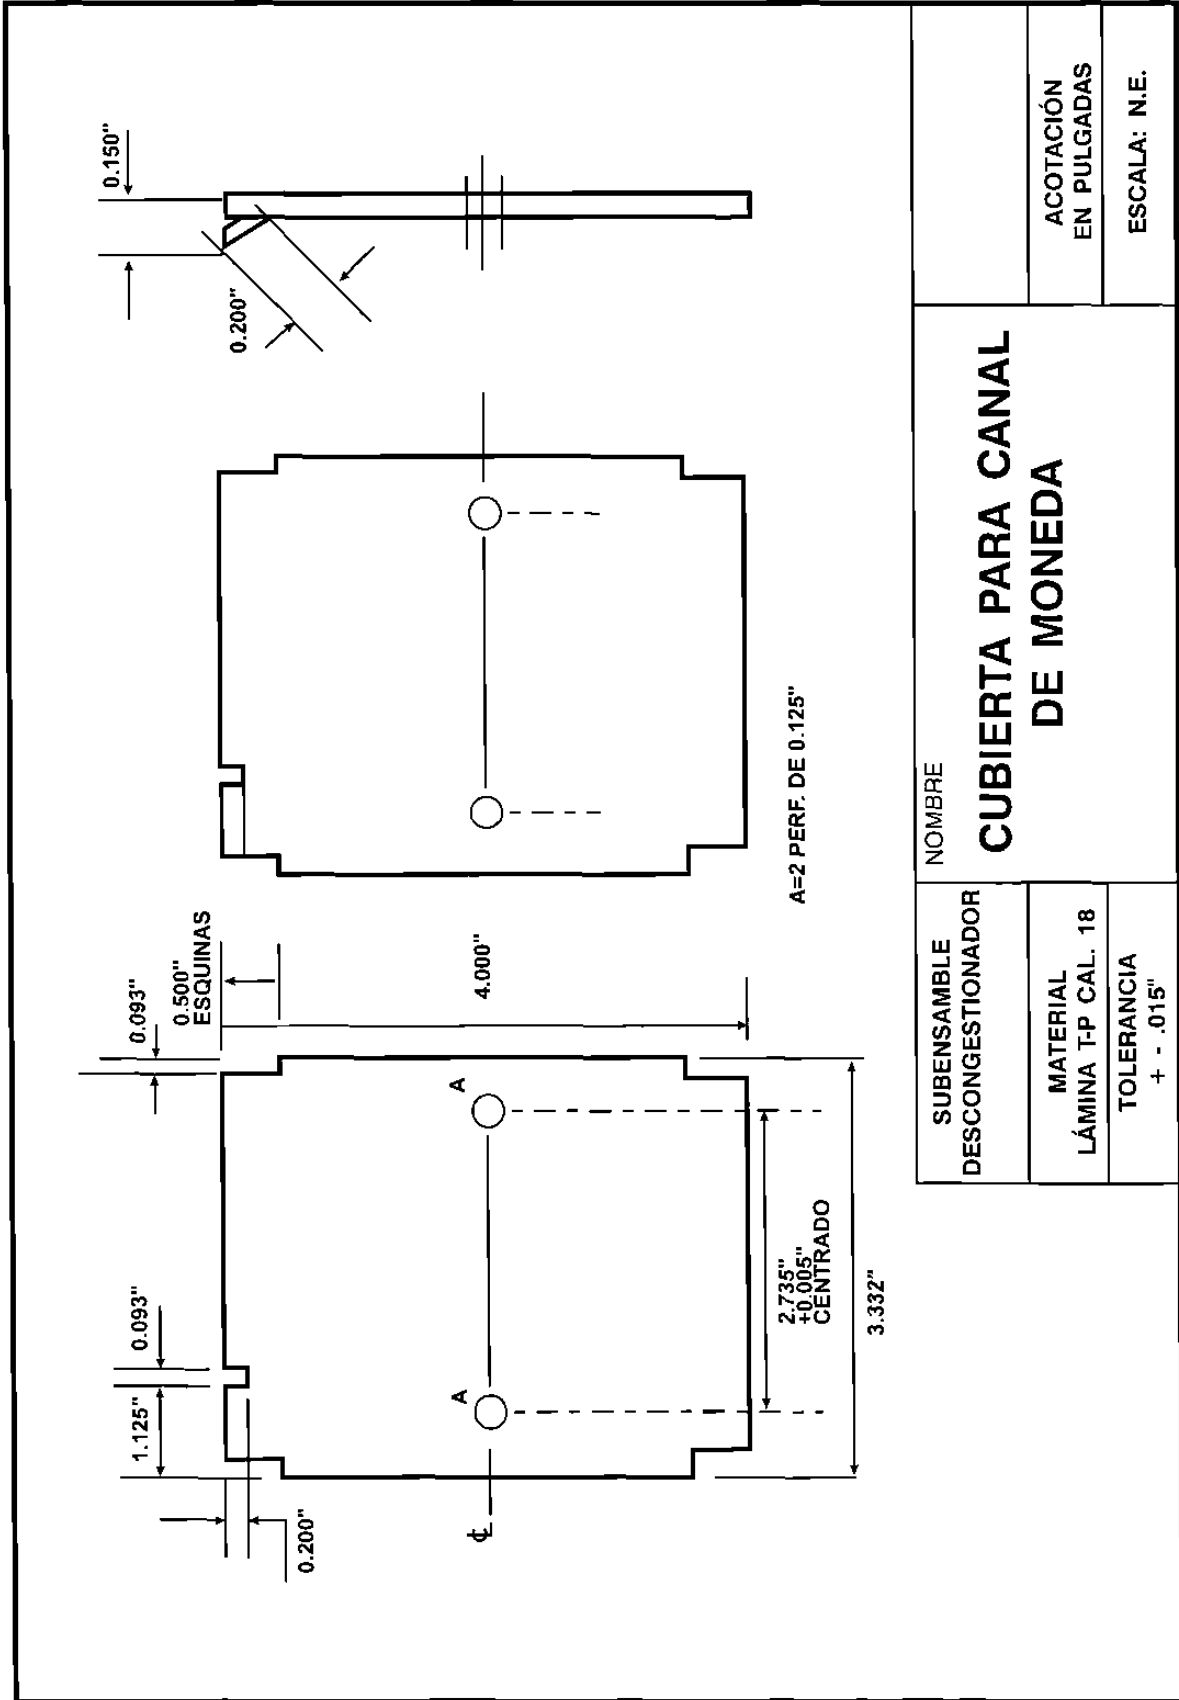 0.093"
0.500"
ESQUINAS
0.150"
1.125"
0.093"
0.200"
0.200"
4.000"
A
A
℄
2.735"
+0.005"
CENTRADO
3.332"
A=2 PERF. DE 0.125"
SUBENSAMBLE
DESCONGESTIONADOR
MATERIAL
LÁMINA T-P CAL. 18
TOLERANCIA
+ - .015"
NOMBRE
CUBIERTA PARA CANAL
DE MONEDA
ACOTACIÓN
EN PULGADAS
ESCALA: N.E.